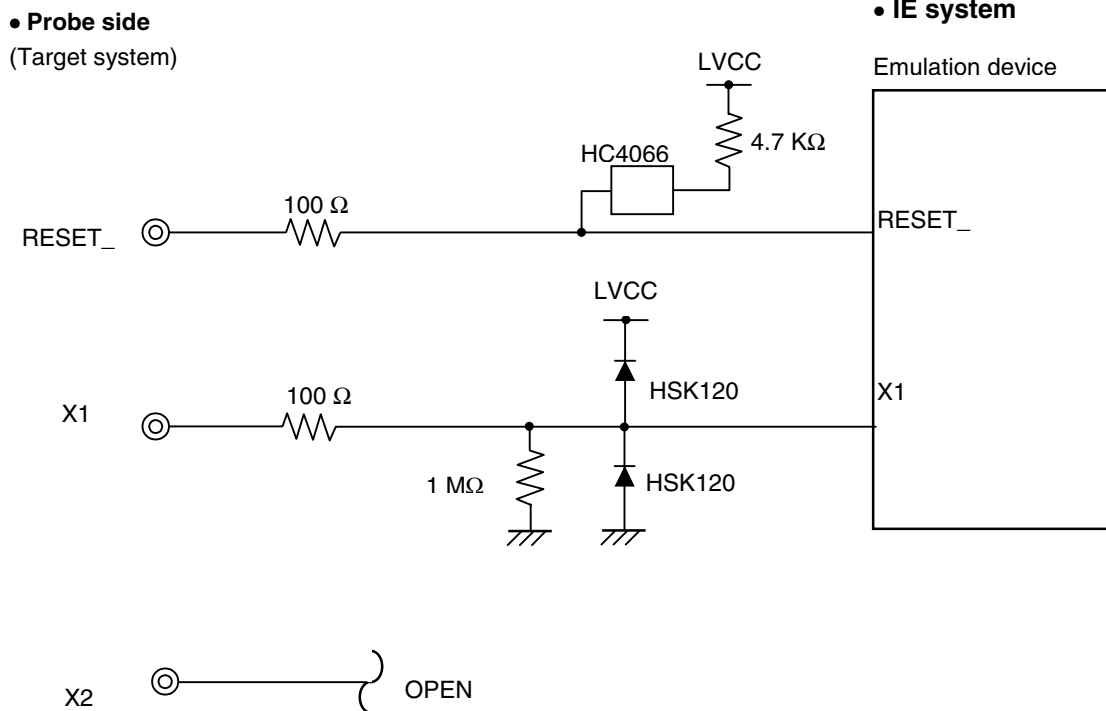 • Probe side
(Target system)
• IE system
Emulation device
LVCC
4.7 KΩ
HC4066
100 Ω
RESET_
RESET_
LVCC
HSK120
100 Ω
X1
X1
1 MΩ
HSK120
X2
OPEN